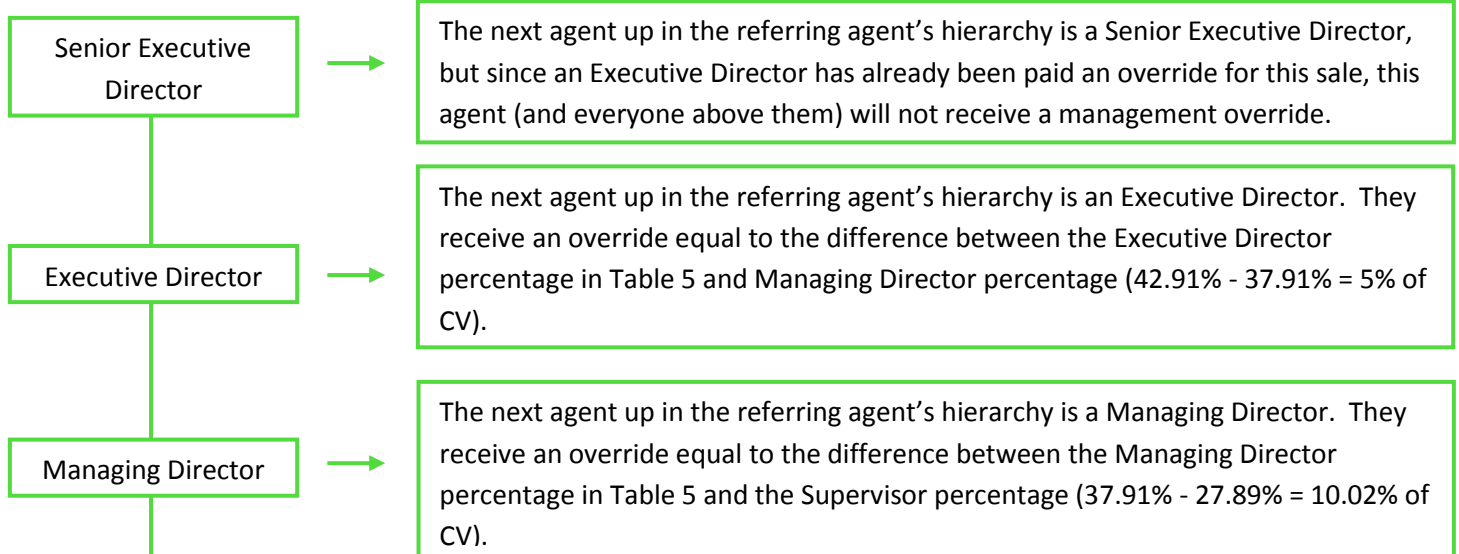 Senior Executive
Director
The next agent up in the referring agent’s hierarchy is a Senior Executive Director,
but since an Executive Director has already been paid an override for this sale, this
agent (and everyone above them) will not receive a management override.
Executive Director
The next agent up in the referring agent’s hierarchy is an Executive Director.  They
receive an override equal to the difference between the Executive Director
percentage in Table 5 and Managing Director percentage (42.91% - 37.91% = 5% of
CV).
Managing Director
The next agent up in the referring agent’s hierarchy is a Managing Director.  They
receive an override equal to the difference between the Managing Director
percentage in Table 5 and the Supervisor percentage (37.91% - 27.89% = 10.02% of
CV).